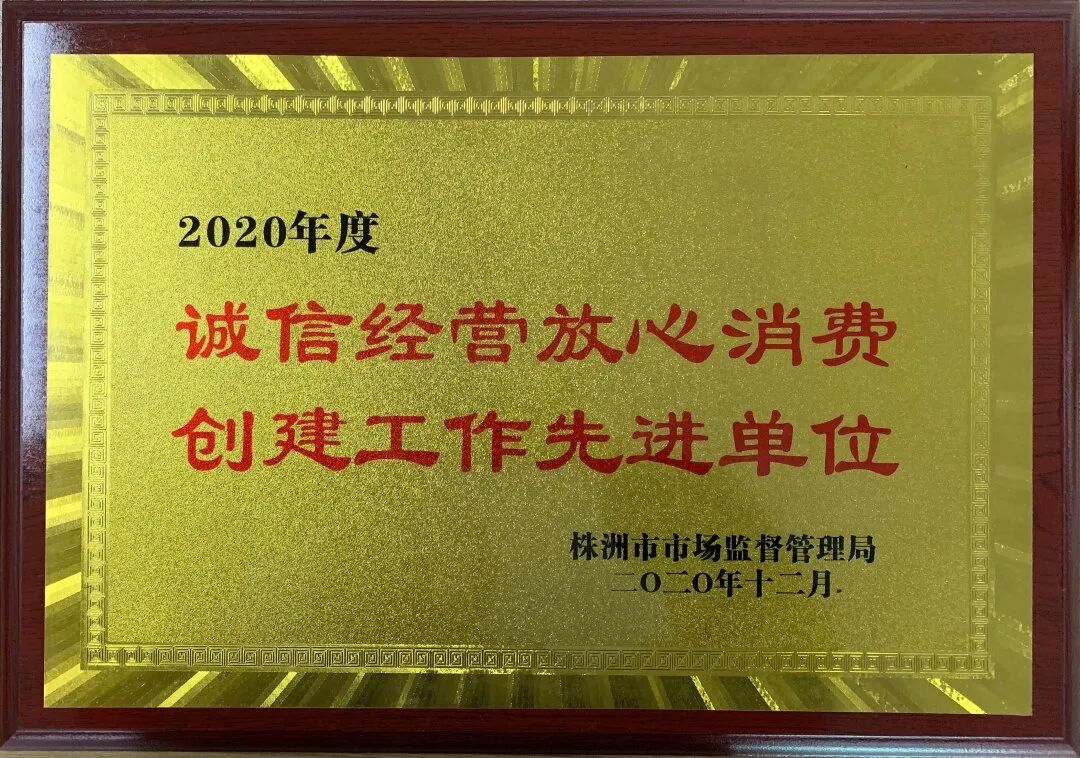 2020年度
诚信经营放心消费
创建工作先进单位
株洲市市场监督管理局
二〇二〇年十二月